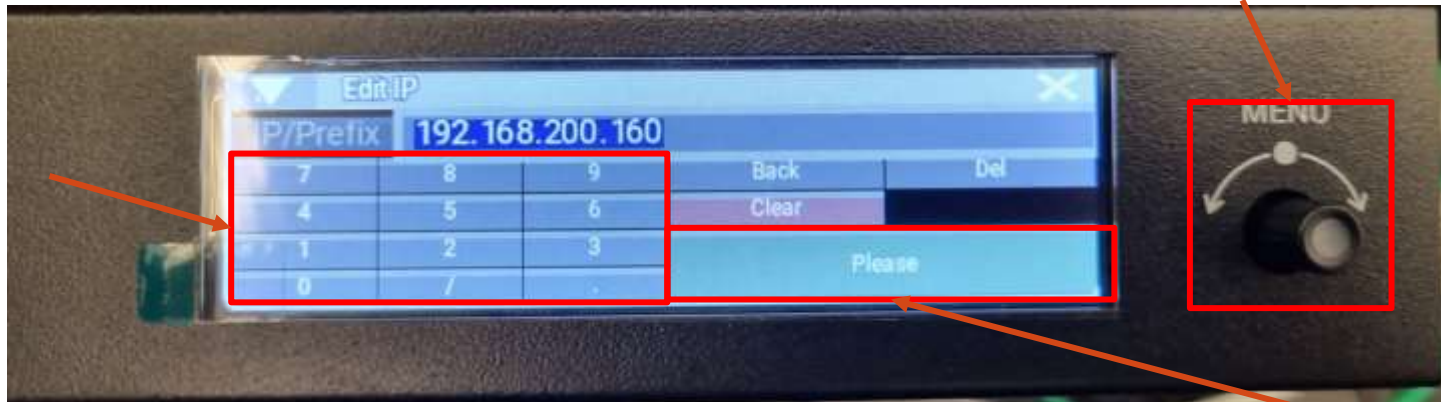 Edit IP
IP/Prefix 192.168.200.160
7 8 9 Back Del
4 5 6 Clear
1 2 3 Please
0 / .
MENU